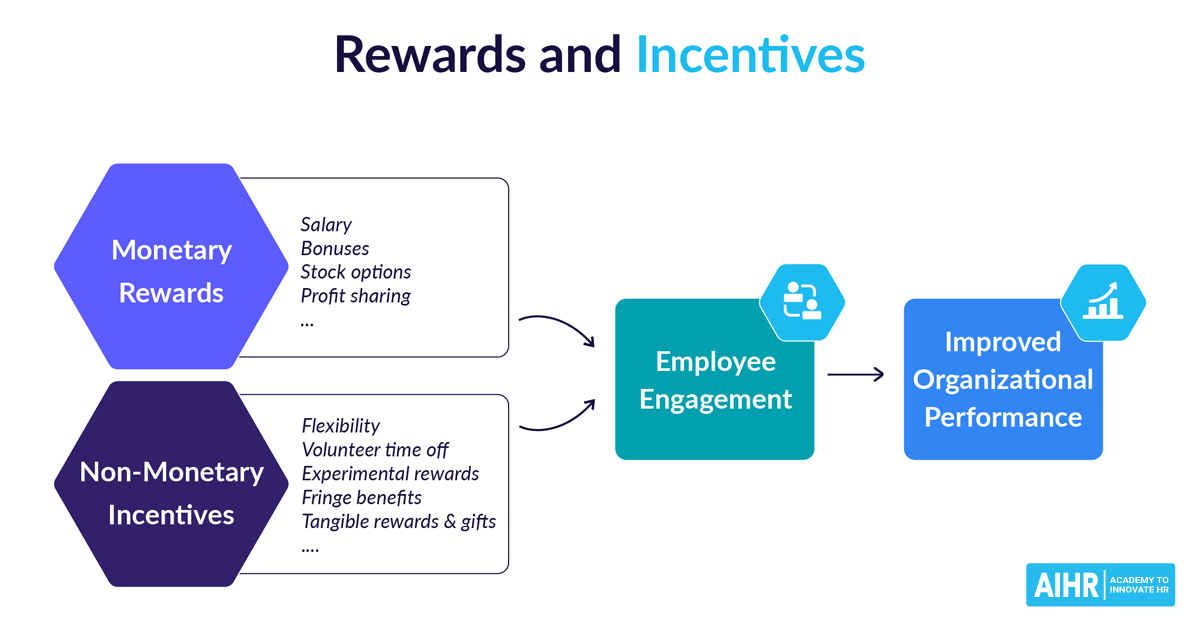 Rewards and Incentives
Monetary
Rewards
Salary
Bonuses
Stock options
Profit sharing
...
Non-Monetary
Incentives
Flexibility
Volunteer time off
Experimental rewards
Fringe benefits
Tangible rewards & gifts
....
Employee
Engagement
Improved
Organizational
Performance
AIHR
ACADEMY TO
INNOVATE HR